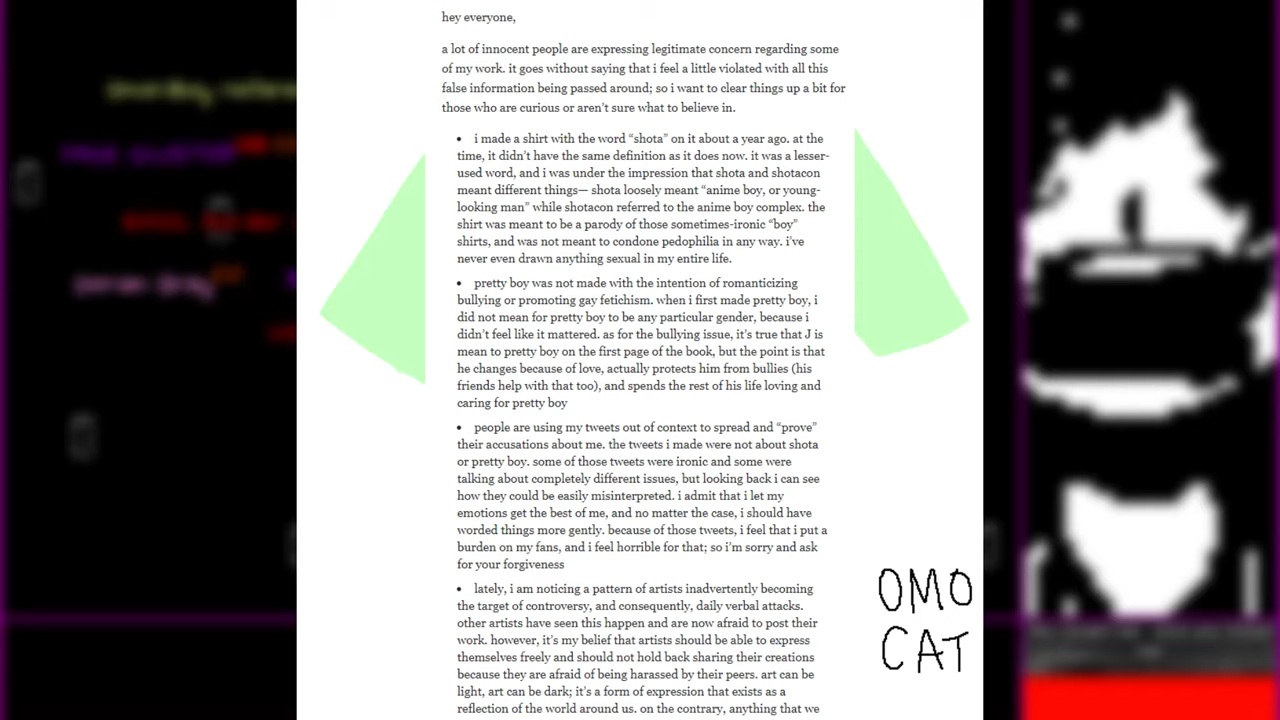 hey everyone,
a lot of innocent people are expressing legitimate concern regarding some
of my work. it goes without saying that i feel a little violated with all this
false information being passed around; so i want to clear things up a bit for
those who are curious or aren't sure what to believe in.
• i made a shirt with the word “shota” on it about a year ago. at the
time, it didn't have the same definition as it does now. it was a lesser-
used word, and i was under the impression that shota and shotacon
meant different things— shota loosely meant “anime boy, or young-
looking man” while shotacon referred to the anime boy complex. the
shirt was meant to be a parody of those sometimes-ironic “boy”
shirts, and was not meant to condone pedophilia in any way. i've
never even drawn anything sexual in my entire life.
• pretty boy was not made with the intention of romanticizing
bullying or promoting gay fetichism. when i first made pretty boy, i
did not mean for pretty boy to be any particular gender, because i
didn't feel like it mattered. as for the bullying issue, it's true that J is
mean to pretty boy on the first page of the book, but the point is that
he changes because of love, actually protects him from bullies (his
friends help with that too), and spends the rest of his life loving and
caring for pretty boy
• people are using my tweets out of context to spread and “prove”
their accusations about me. the tweets i made were not about shota
or pretty boy. some of those tweets were ironic and some were
talking about completely different issues, but looking back i can see
how they could be easily misinterpreted. i admit that i let my
emotions get the best of me, and no matter the case, i should have
worded things more gently. because of those tweets, i feel that i put a
burden on my fans, and i feel horrible for that; so i'm sorry and ask
for your forgiveness
• lately, i am noticing a pattern of artists inadvertently becoming
the target of controversy, and consequently, daily verbal attacks.
other artists have seen this happen and are now afraid to post their
work. however, it's my belief that artists should be able to express
themselves freely and should not hold back sharing their creations
because they are afraid of being harassed by their peers. art can be
light, art can be dark; it's a form of expression that exists as a
reflection of the world around us. on the contrary, anything that we
OMO
CAT